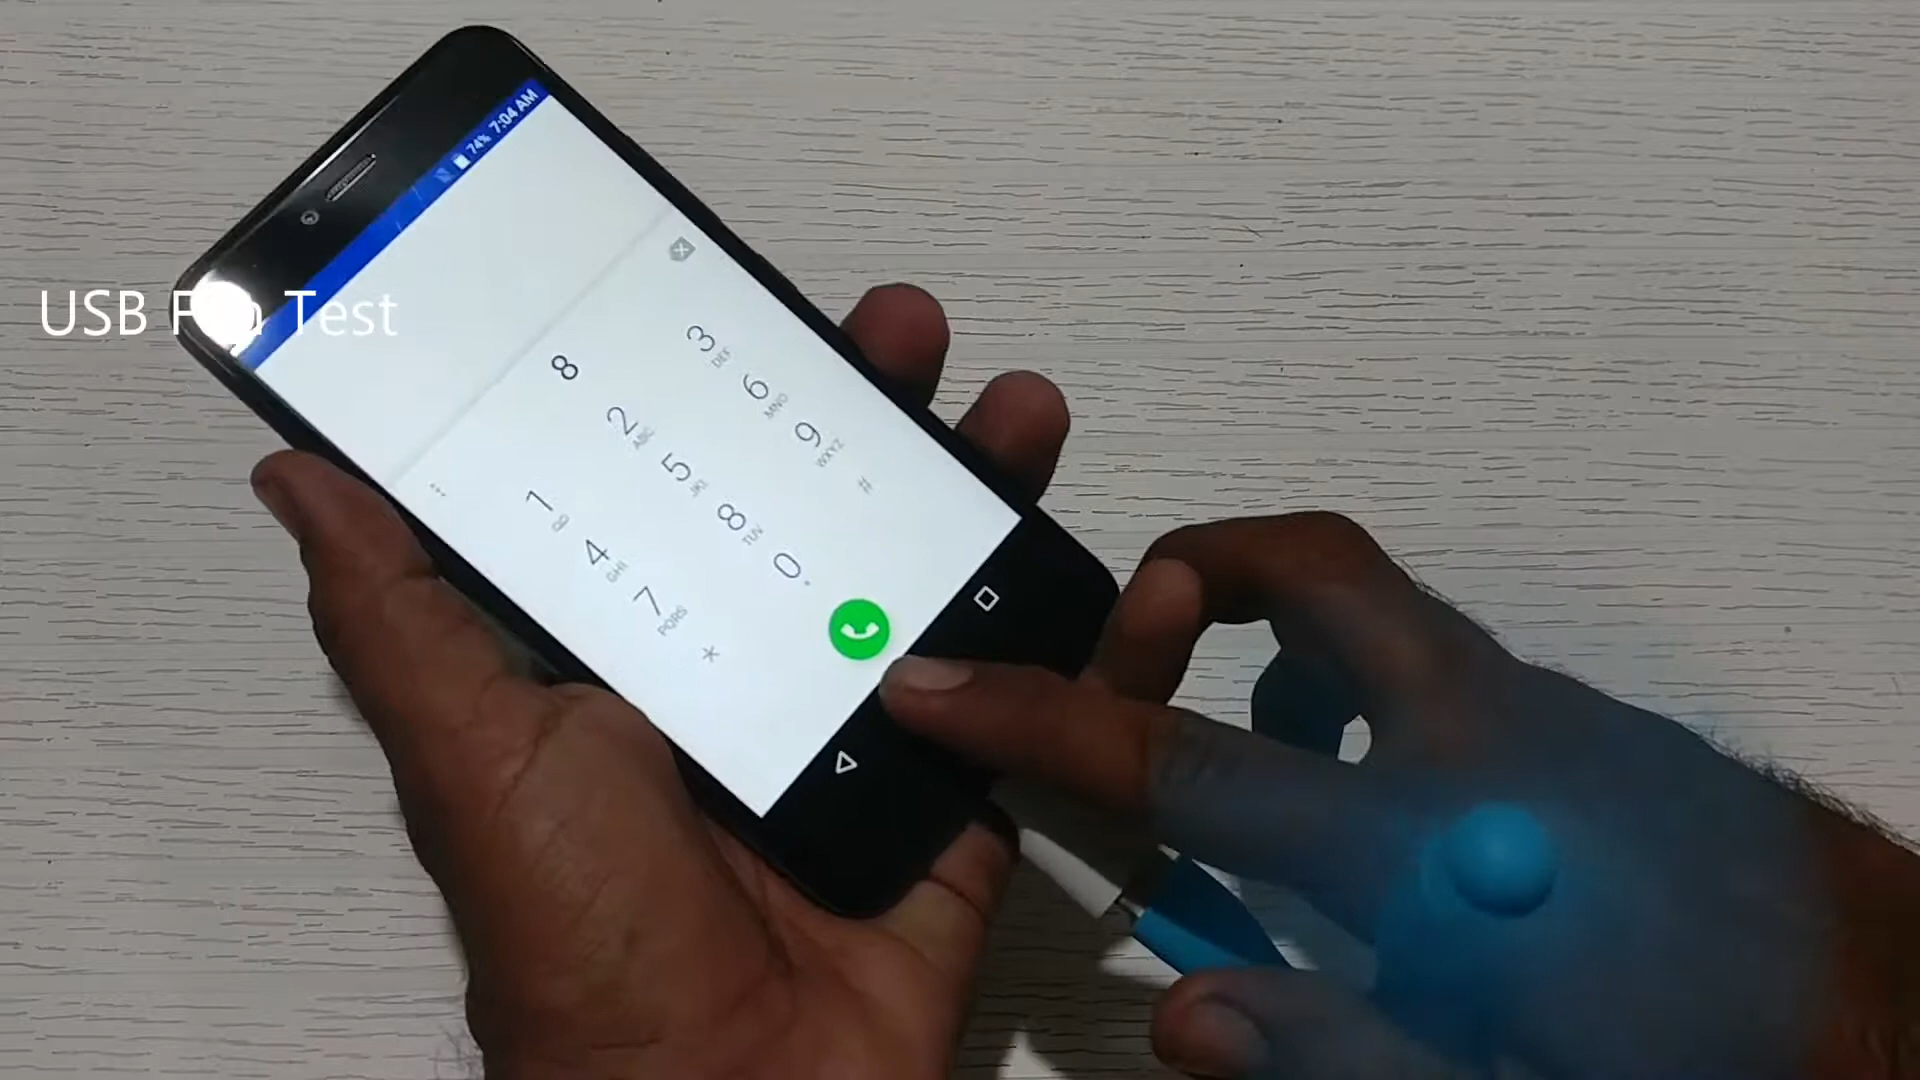 USB Fan Test
74% 7:04 AM
8
1 2 ABC 3 DEF
4 GHI 5 JKL 6 MNO
7 PQRS 8 TUV 9 WXYZ
* 0 + #